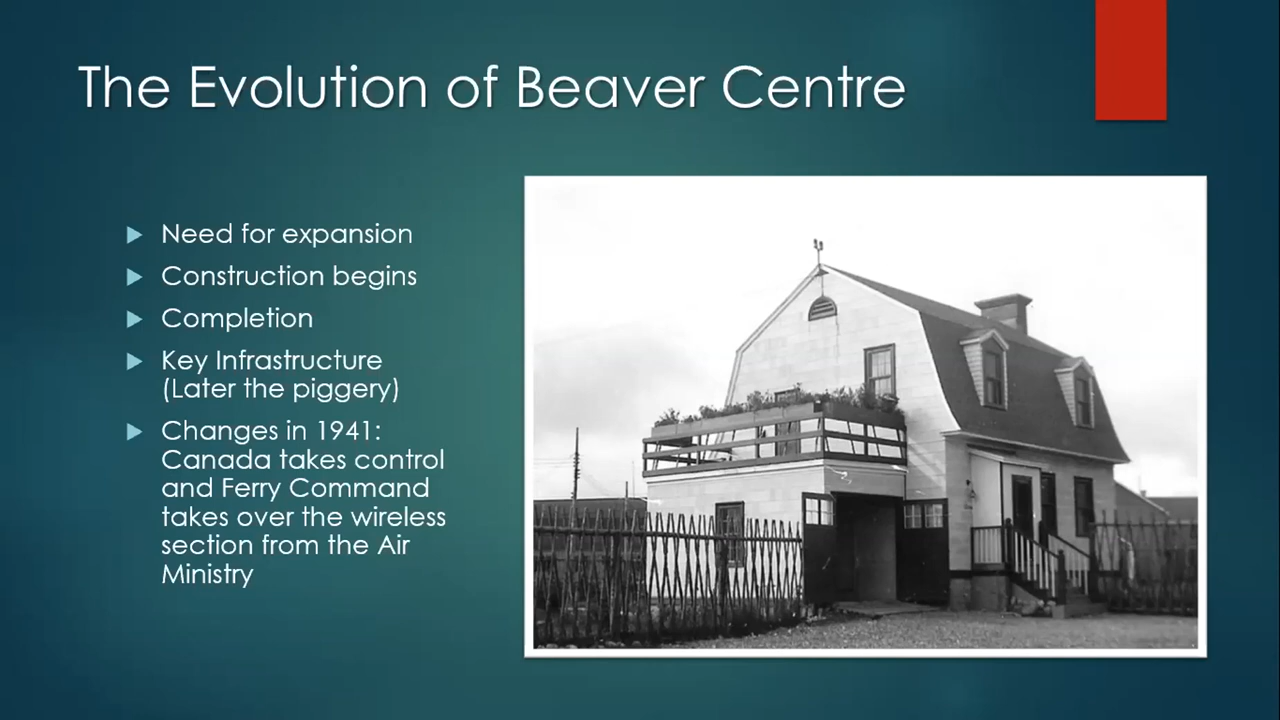 The Evolution of Beaver Centre
Need for expansion
Construction begins
Completion
Key Infrastructure
(Later the piggery)
Changes in 1941:
Canada takes control
and Ferry Command
takes over the wireless
section from the Air
Ministry